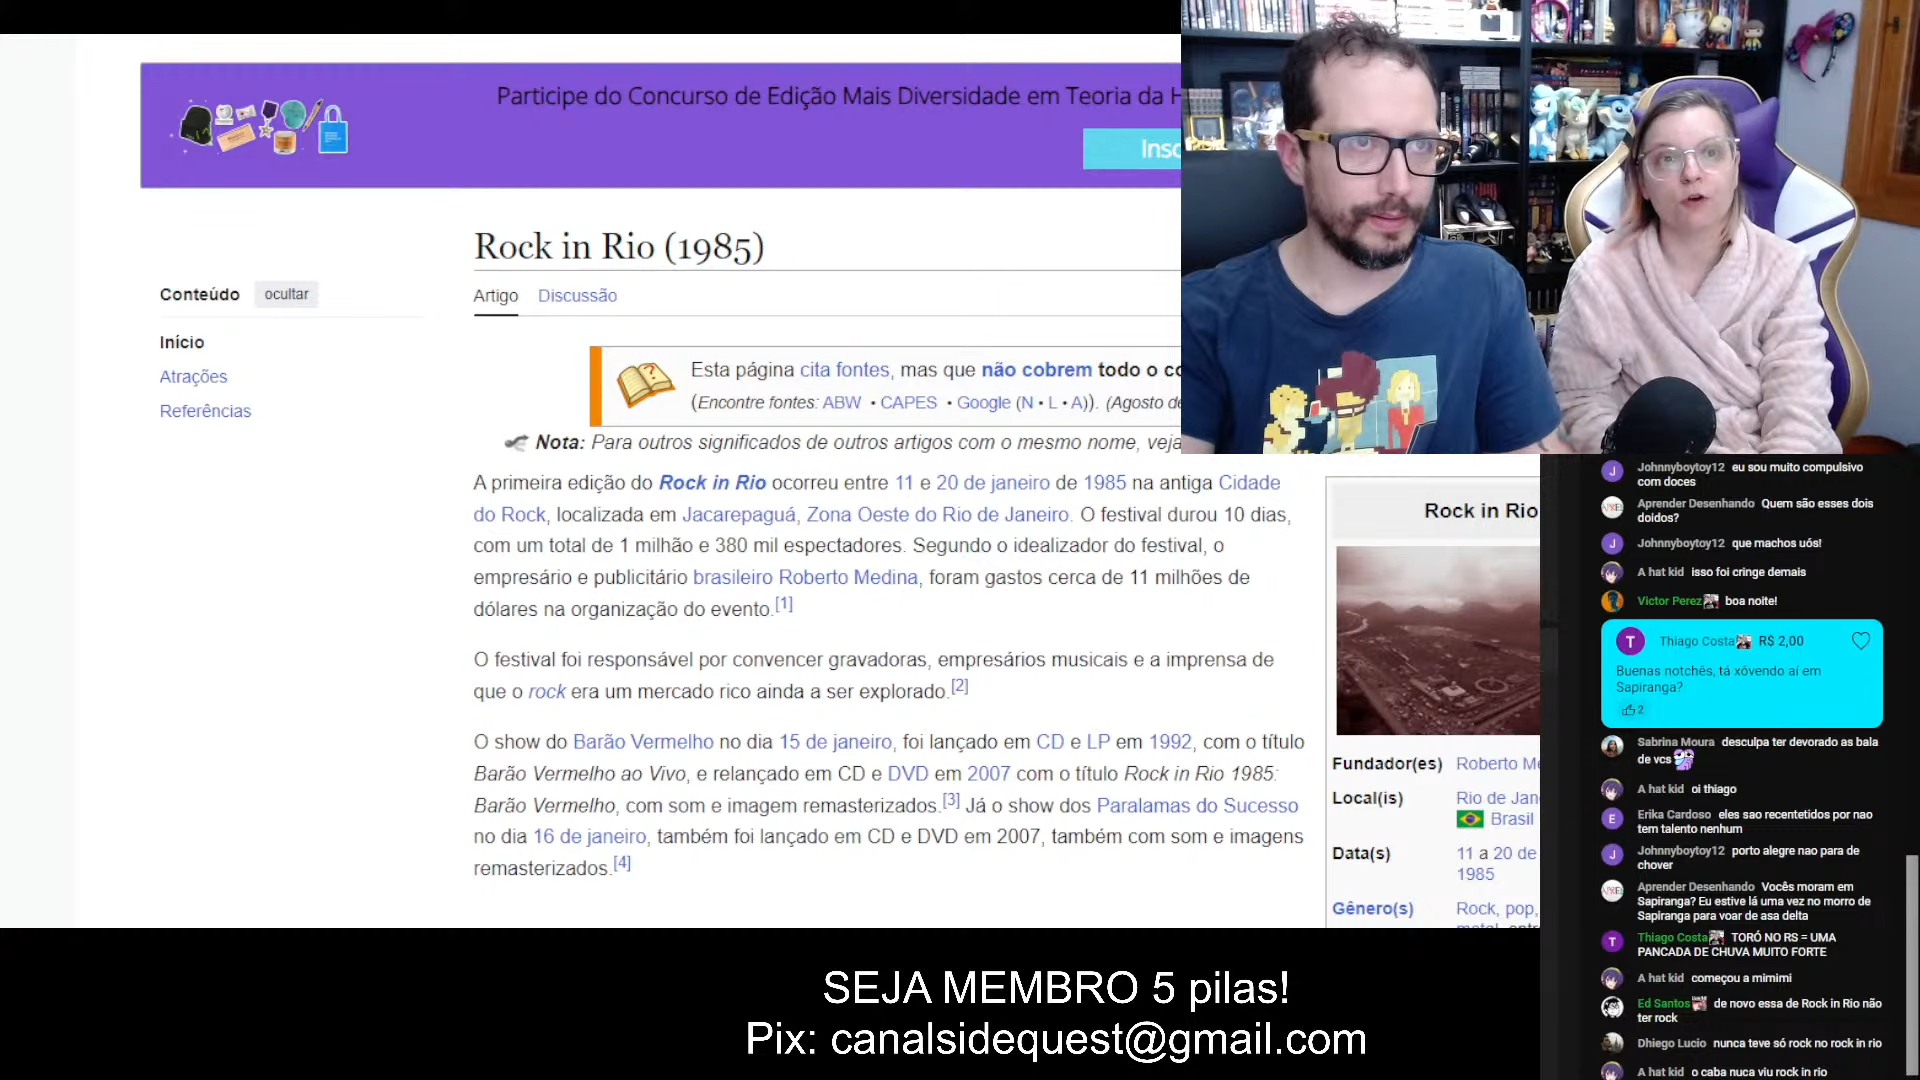 Participe do Concurso de Edição Mais Diversidade em Teoria da H
Insc
Rock in Rio (1985)
Conteúdo ocultar
Artigo Discussão
Início
Atrações
Referências
Esta página cita fontes, mas que não cobrem todo o co
(Encontre fontes: ABW • CAPES • Google (N • L • A)). (Agosto de
Nota: Para outros significados de outros artigos com o mesmo nome, veja
A primeira edição do Rock in Rio ocorreu entre 11 e 20 de janeiro de 1985 na antiga Cidade
do Rock, localizada em Jacarepaguá, Zona Oeste do Rio de Janeiro. O festival durou 10 dias,
com um total de 1 milhão e 380 mil espectadores. Segundo o idealizador do festival, o
empresário e publicitário brasileiro Roberto Medina, foram gastos cerca de 11 milhões de
dólares na organização do evento.[1]
O festival foi responsável por convencer gravadoras, empresários musicais e a imprensa de
que o rock era um mercado rico ainda a ser explorado.[2]
O show do Barão Vermelho no dia 15 de janeiro, foi lançado em CD e LP em 1992, com o título
Barão Vermelho ao Vivo, e relançado em CD e DVD em 2007 com o título Rock in Rio 1985:
Barão Vermelho, com som e imagem remasterizados.[3] Já o show dos Paralamas do Sucesso
no dia 16 de janeiro, também foi lançado em CD e DVD em 2007, também com som e imagens
remasterizados.[4]
Rock in Rio
Fundador(es) Roberto Me
Local(is) Rio de Jan
Brasil
Data(s) 11 a 20 de
1985
Gênero(s) Rock, pop,
Johnnyboytoy12 eu sou muito compulsivo
com doces
Aprender Desenhando Quem são esses dois
doidos?
Johnnyboytoy12 que machos uós!
A hat kid isso foi cringe demais
Victor Perez boa noite!
T Thiago Costa R$ 2,00
Buenas notchês, tá xôvendo aí em
Sapiranga?
2
Sabrina Moura desculpa ter devorado as bala
de vcs
A hat kid oi thiago
Erika Cardoso eles sao recentetidos por nao
tem talento nenhum
Johnnyboytoy12 porto alegre nao para de
chover
Aprender Desenhando Vocês moram em
Sapiranga? Eu estive lá uma vez no morro de
Sapiranga para voar de asa delta
Thiago Costa TORÓ NO RS = UMA
PANCADA DE CHUVA MUITO FORTE
A hat kid começou a mimimi
Ed Santos de novo essa de Rock in Rio não
ter rock
Dhiego Lucio nunca teve só rock no rock in rio
A hat kid o caba nuca viu rock in rio
SEJA MEMBRO 5 pilas!
Pix: canalsidequest@gmail.com